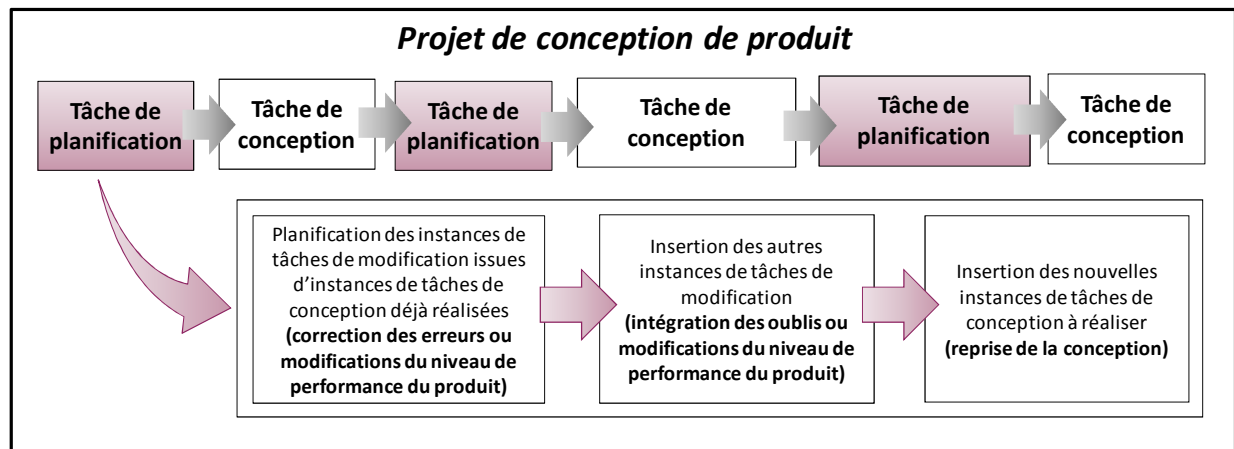 Projet de conception de produit
Tâche de
planification
Tâche de
conception
Tâche de
planification
Tâche de
conception
Tâche de
planification
Tâche de
conception
Planification des instances de
tâches de modification issues
d’instances de tâches de
conception déjà réalisées
(correction des erreurs ou
modifications du niveau de
performance du produit)
Insertion des autres
instances de tâches de
modification
(intégration des oublis ou
modifications du niveau de
performance du produit)
Insertion des nouvelles
instances de tâches de
conception à réaliser
(reprise de la conception)